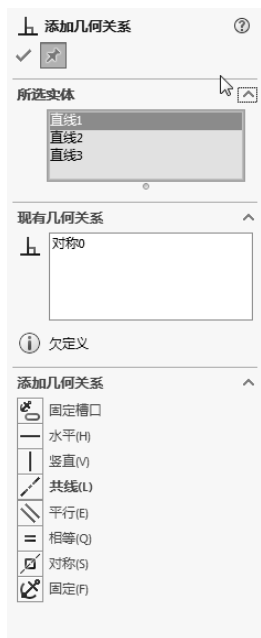 添加几何关系
所选实体
直线1
直线2
直线3
现有几何关系
对称0
欠定义
添加几何关系
固定槽口
水平(H)
竖直(V)
共线(L)
平行(E)
相等(Q)
对称(S)
固定(F)